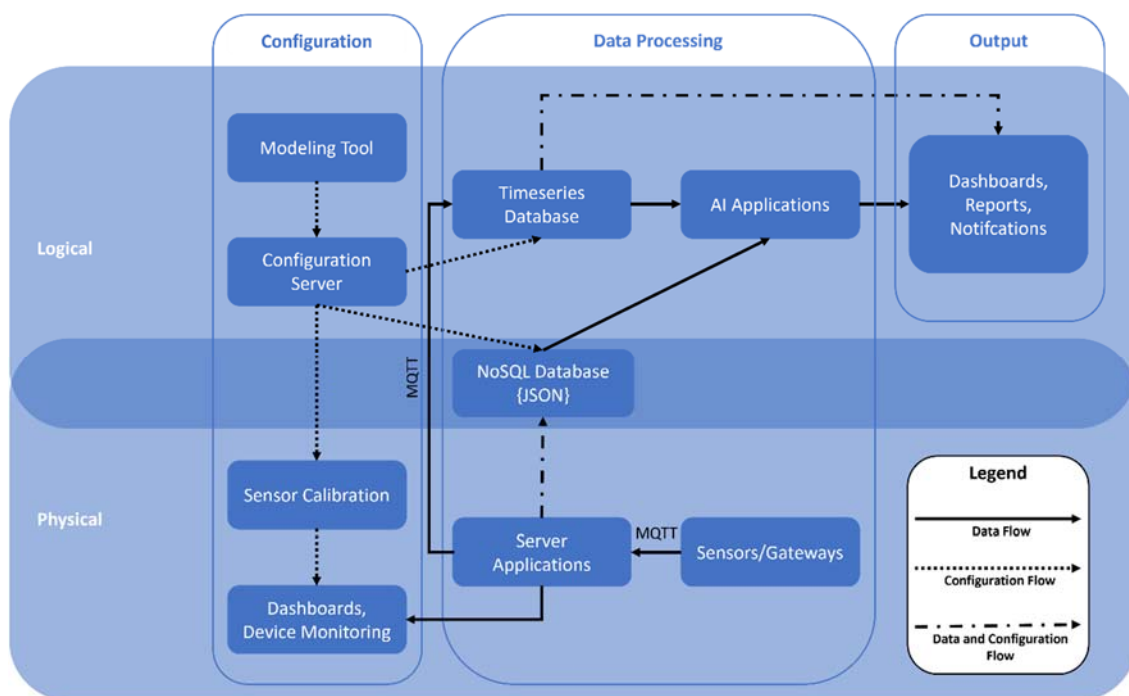 Configuration
Data Processing
Output
Modeling Tool
Timeseries
Database
AI Applications
Dashboards,
Reports,
Notifcations
Logical
Configuration
Server
MQTT
NoSQL Database
{JSON}
Sensor Calibration
Physical
Server
Applications
MQTT
Sensors/Gateways
Dashboards,
Device Monitoring
Legend
Data Flow
Configuration Flow
Data and Configuration
Flow